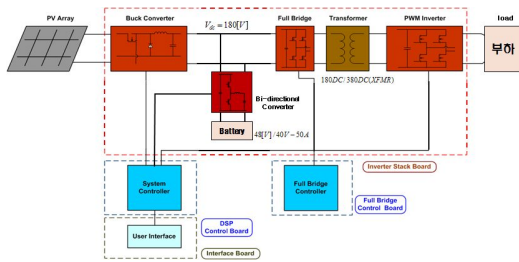 PV Array
Buck Converter
V_dc = 180[V]
Full Bridge
Transformer
PWM Inverter
load
부하
180DC/380DC(XFMR)
Bi-directional
Converter
Battery
48[V]/40V-50A
Inverter Stack Board
System
Controller
Full Bridge
Controller
Full Bridge
Control Board
DSP
Control Board
User Interface
Interface Board